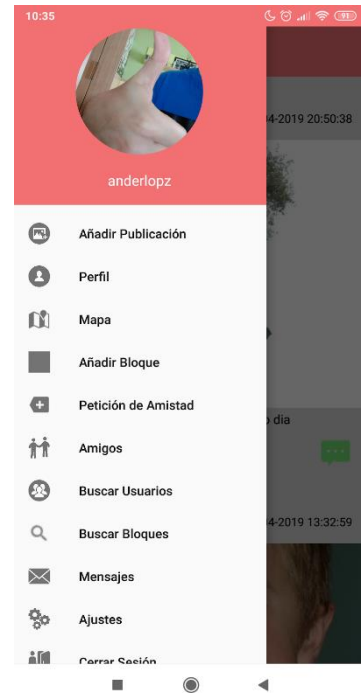 10:35
91
anderlopz
4-2019 20:50:38
Añadir Publicación
Perfil
Mapa
Añadir Bloque
Petición de Amistad
o dia
Amigos
Buscar Usuarios
4-2019 13:32:59
Buscar Bloques
Mensajes
Ajustes
Cerrar Sesión